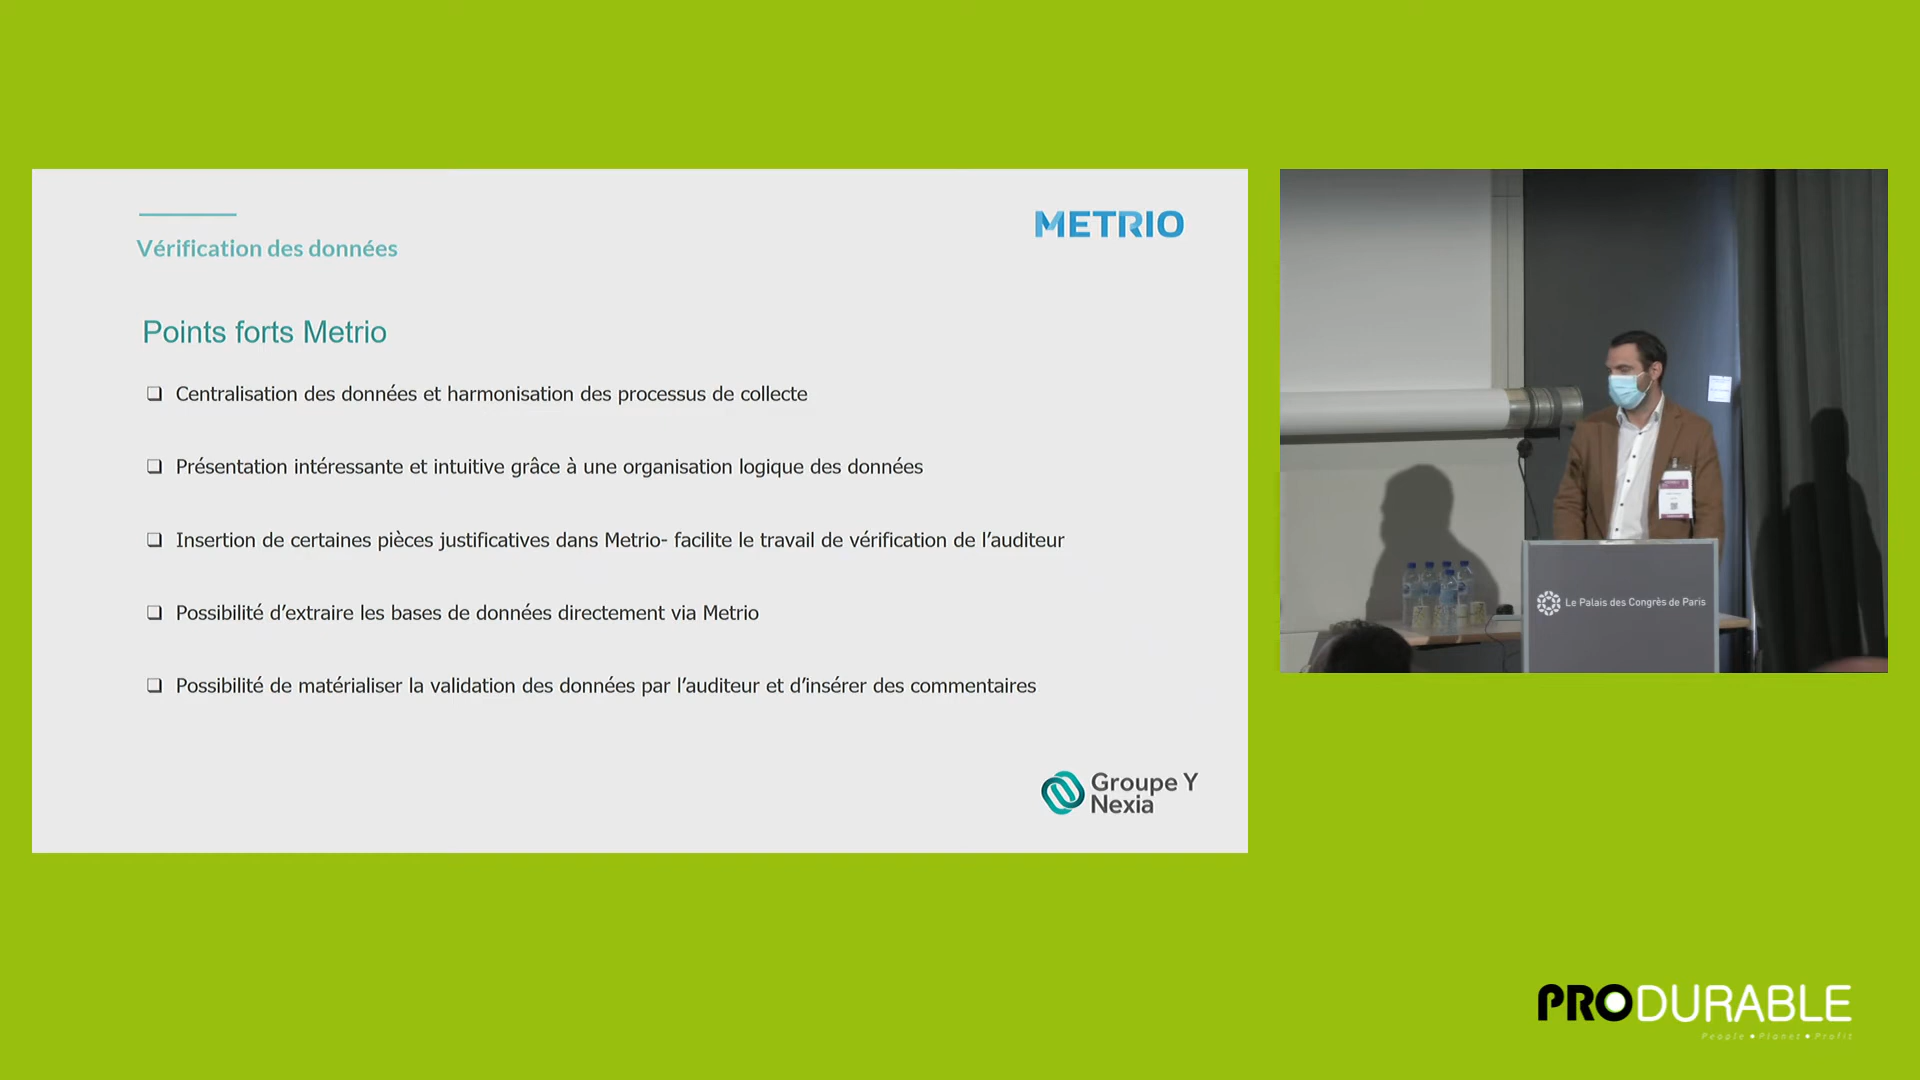 METRIO
Vérification des données
Points forts Metrio
❑ Centralisation des données et harmonisation des processus de collecte
❑ Présentation intéressante et intuitive grâce à une organisation logique des données
❑ Insertion de certaines pièces justificatives dans Metrio- facilite le travail de vérification de l’auditeur
❑ Possibilité d’extraire les bases de données directement via Metrio
❑ Possibilité de matérialiser la validation des données par l’auditeur et d’insérer des commentaires
Groupe Y
Nexia
Le Palais des Congrès de Paris
PRODURABLE
People • Planet • Profit